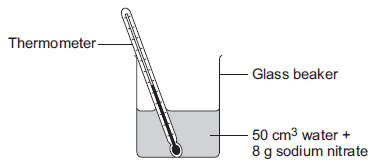 Thermometer
Glass beaker
50 cm³ water +
8 g sodium nitrate